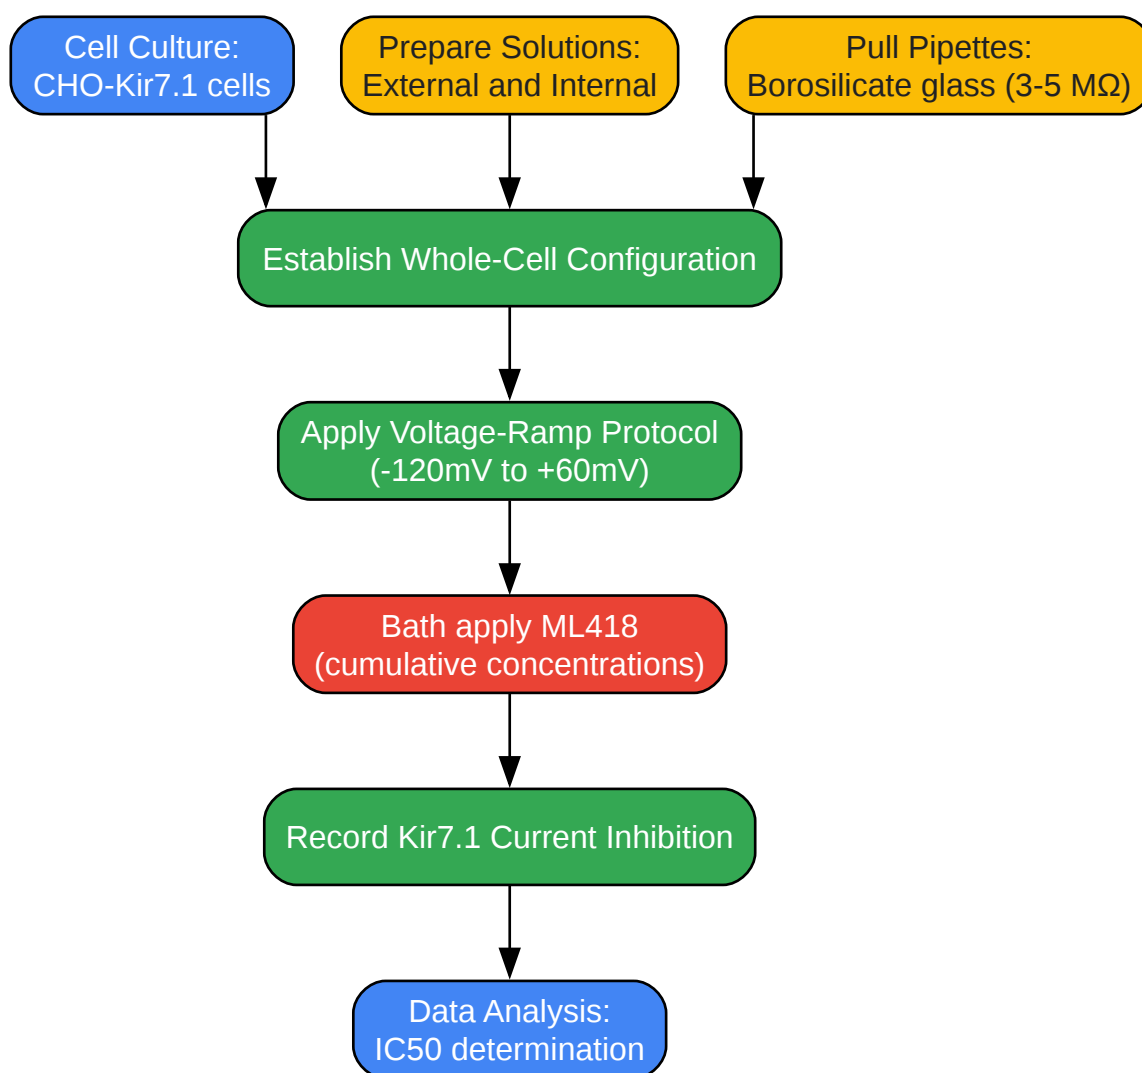 Cell Culture:
CHO-Kir7.1 cells
Prepare Solutions:
External and Internal
Pull Pipettes:
Borosilicate glass (3-5 MΩ)
Establish Whole-Cell Configuration
Apply Voltage-Ramp Protocol
(-120mV to +60mV)
Bath apply ML418
(cumulative concentrations)
Record Kir7.1 Current Inhibition
Data Analysis:
IC50 determination